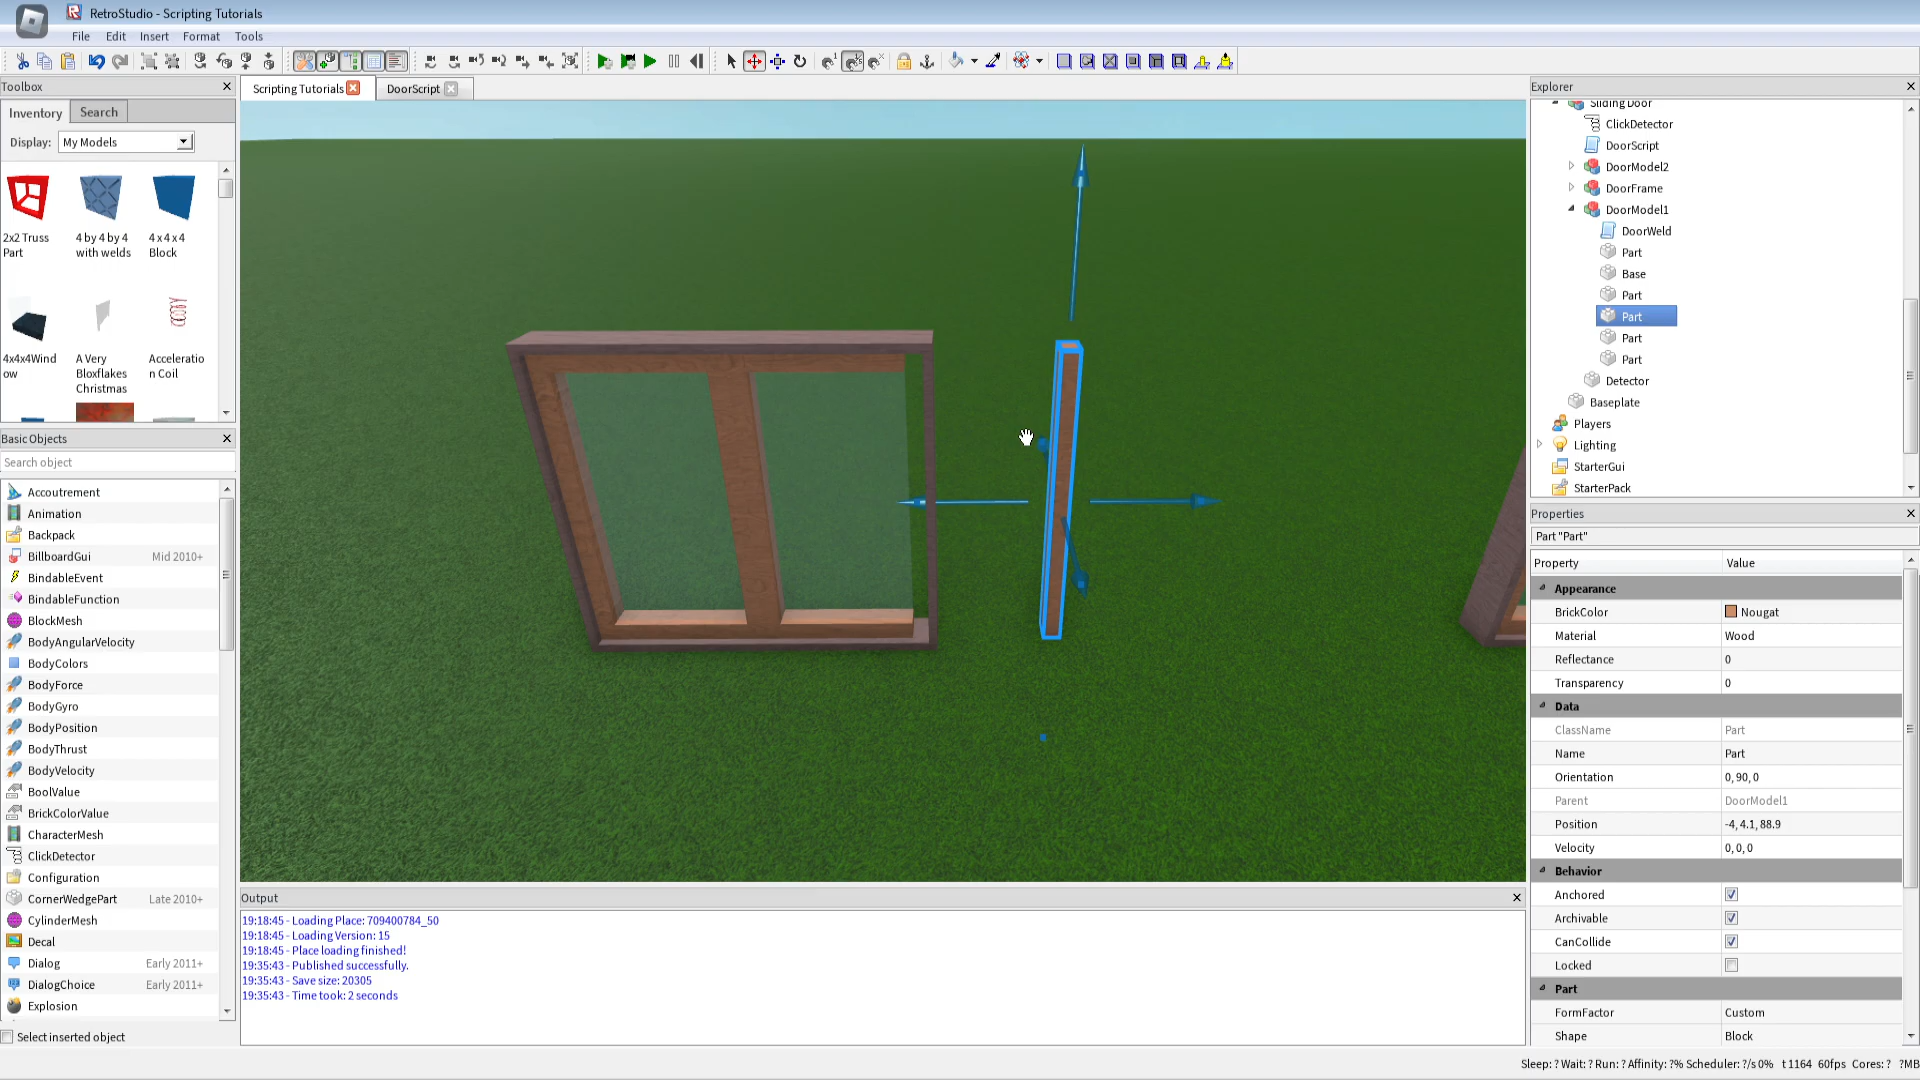 RetroStudio - Scripting Tutorials
File Edit Insert Format Tools
Toolbox
Inventory Search
Display: My Models
2x2 Truss Part
4 by 4 by 4 with welds
4 x 4 x 4 Block
4x4x4Window
A Very Bloxflakes Christmas
Acceleration Coil
Basic Objects
Search object
Accoutrement
Animation
Backpack
BillboardGui Mid 2010+
BindableEvent
BindableFunction
BlockMesh
BodyAngularVelocity
BodyColors
BodyForce
BodyGyro
BodyPosition
BodyThrust
BodyVelocity
BoolValue
BrickColorValue
CharacterMesh
ClickDetector
Configuration
CornerWedgePart Late 2010+
CylinderMesh
Decal
Dialog Early 2011+
DialogChoice Early 2011+
Explosion
Select inserted object
Scripting Tutorials DoorScript
Output
19:18:45 - Loading Place: 709400784_50
19:18:45 - Loading Version: 15
19:18:45 - Place loading finished!
19:35:43 - Published successfully.
19:35:43 - Save size: 20305
19:35:43 - Time took: 2 seconds
Explorer
SlidingDoor
ClickDetector
DoorScript
DoorModel2
DoorFrame
DoorModel1
DoorWeld
Part
Base
Part
Part
Part
Part
Detector
Baseplate
Players
Lighting
StarterGui
StarterPack
Properties
Part "Part"
Property Value
Appearance
BrickColor Nougat
Material Wood
Reflectance 0
Transparency 0
Data
ClassName Part
Name Part
Orientation 0, 90, 0
Parent DoorModel1
Position -4, 4.1, 88.9
Velocity 0, 0, 0
Behavior
Anchored
Archivable
CanCollide
Locked
Part
FormFactor Custom
Shape Block
Sleep: ? Wait: ? Run: ? Affinity: ?% Scheduler: ?/s 0% t 1164 60fps Cores: ? ?MB